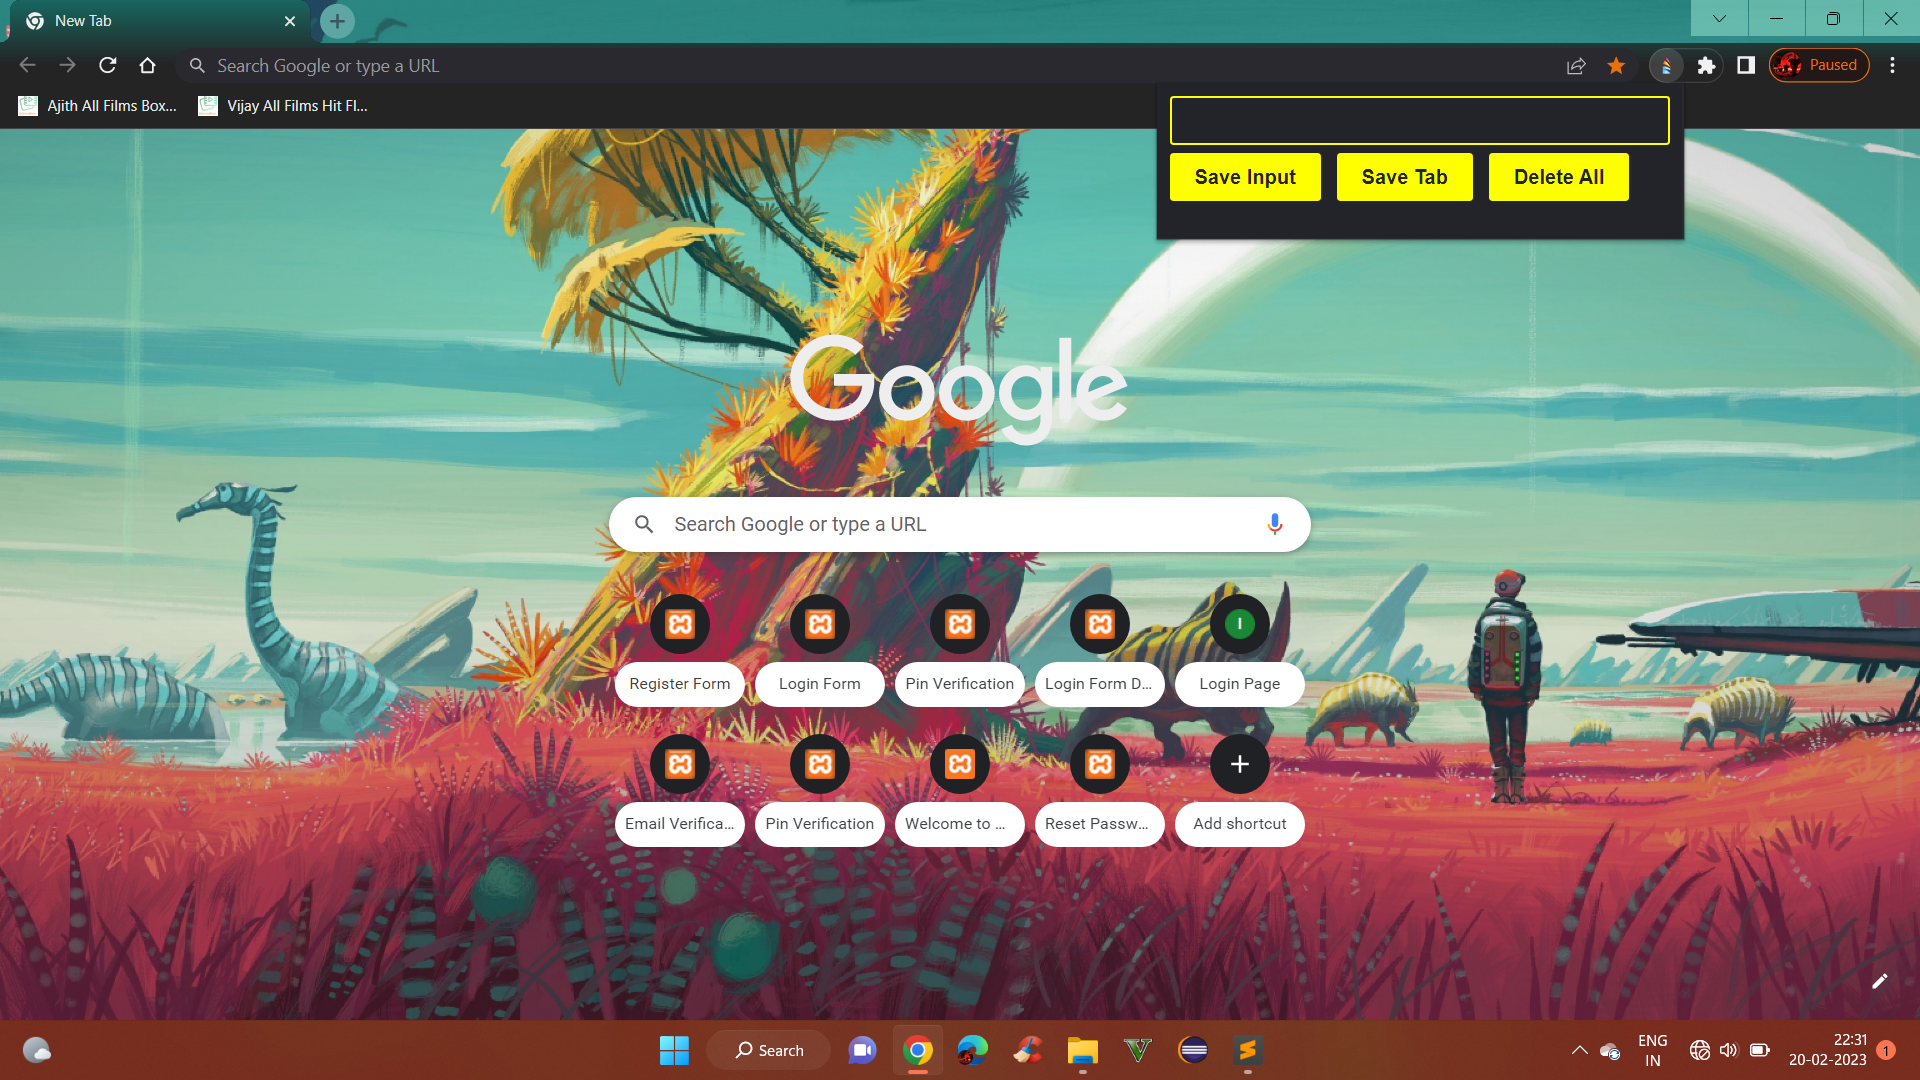 New Tab
Search Google or type a URL
Paused
Ajith All Films Box...
Vijay All Films Hit Fl...
Save Input
Save Tab
Delete All
Google
Search Google or type a URL
Register Form
Login Form
Pin Verification
Login Form D...
I
Login Page
Email Verifica...
Pin Verification
Welcome to ...
Reset Passw...
Add shortcut
Search
ENG
IN
22:31
20-02-2023
1